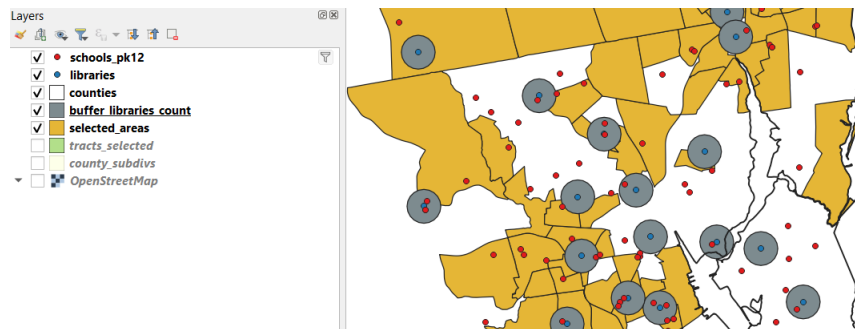 Layers
schools_pk12
libraries
counties
buffer_libraries_count
selected_areas
tracts_selected
county_subdivs
OpenStreetMap